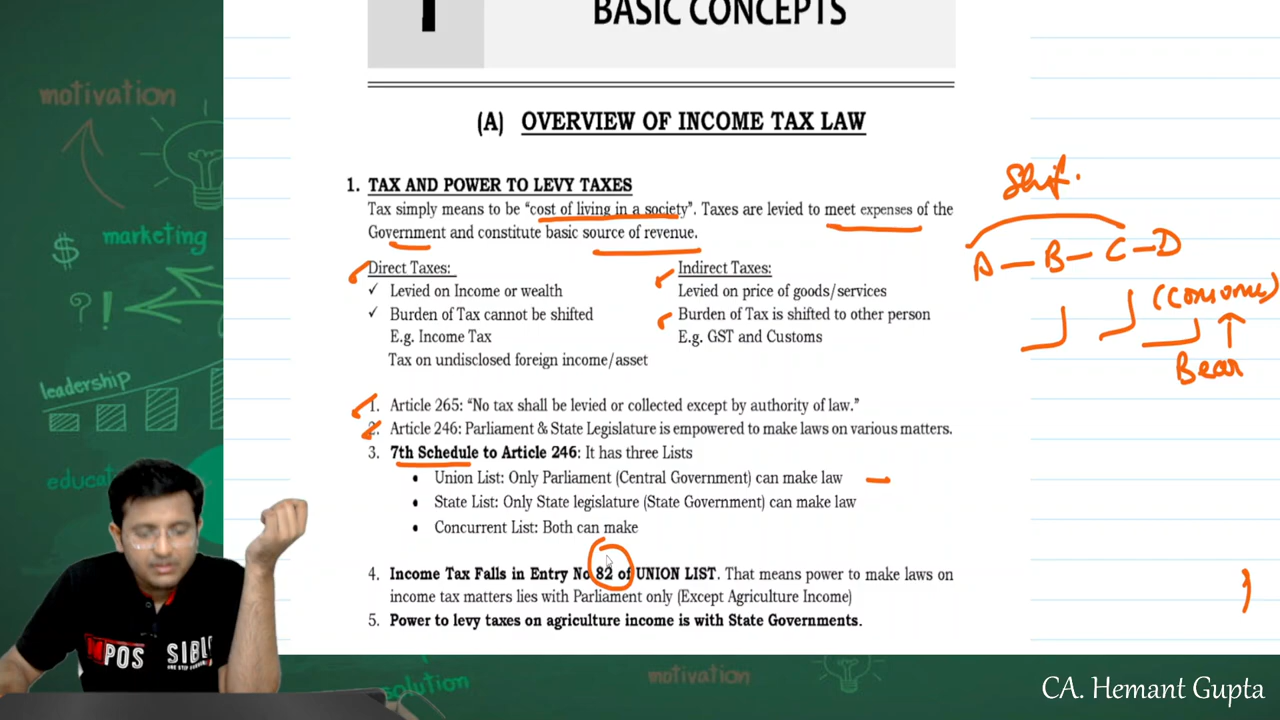 1
BASIC CONCEPTS
(A) OVERVIEW OF INCOME TAX LAW
1. TAX AND POWER TO LEVY TAXES
Tax simply means to be “cost of living in a society”. Taxes are levied to meet expenses of the
Government and constitute basic source of revenue.
Direct Taxes:
✓ Levied on Income or wealth
✓ Burden of Tax cannot be shifted
E.g. Income Tax
Tax on undisclosed foreign income/asset
Indirect Taxes:
Levied on price of goods/services
Burden of Tax is shifted to other person
E.g. GST and Customs
1. Article 265: “No tax shall be levied or collected except by authority of law.”
2. Article 246: Parliament & State Legislature is empowered to make laws on various matters.
3. 7th Schedule to Article 246: It has three Lists
• Union List: Only Parliament (Central Government) can make law
• State List: Only State legislature (State Government) can make law
• Concurrent List: Both can make
4. Income Tax Falls in Entry No 82 of UNION LIST. That means power to make laws on
income tax matters lies with Parliament only (Except Agriculture Income)
5. Power to levy taxes on agriculture income is with State Governments.
Shift.
A — B — C — D
Bear
motivation
$
marketing
?!
leadership
educat
IMPOS SIBL
solution
motivation
CA. Hemant Gupta